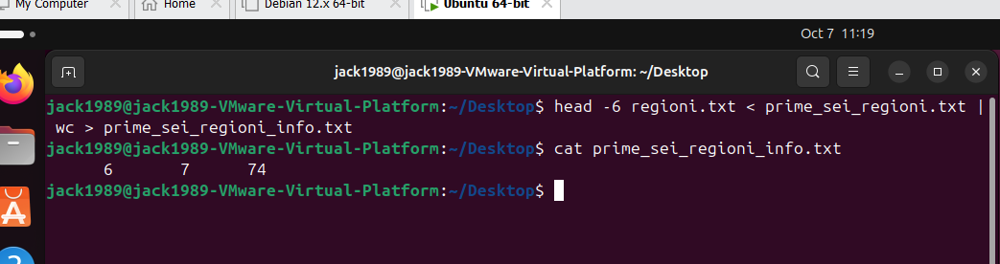 My Computer
Home
Debian 12.x 64-bit
Ubuntu 64-bit
Oct 7 11:19
jack1989@jack1989-VMware-Virtual-Platform: ~/Desktop
jack1989@jack1989-VMware-Virtual-Platform:~/Desktop$ head -6 regioni.txt < prime_sei_regioni.txt |
wc > prime_sei_regioni_info.txt
jack1989@jack1989-VMware-Virtual-Platform:~/Desktop$ cat prime_sei_regioni_info.txt
6 7 74
jack1989@jack1989-VMware-Virtual-Platform:~/Desktop$